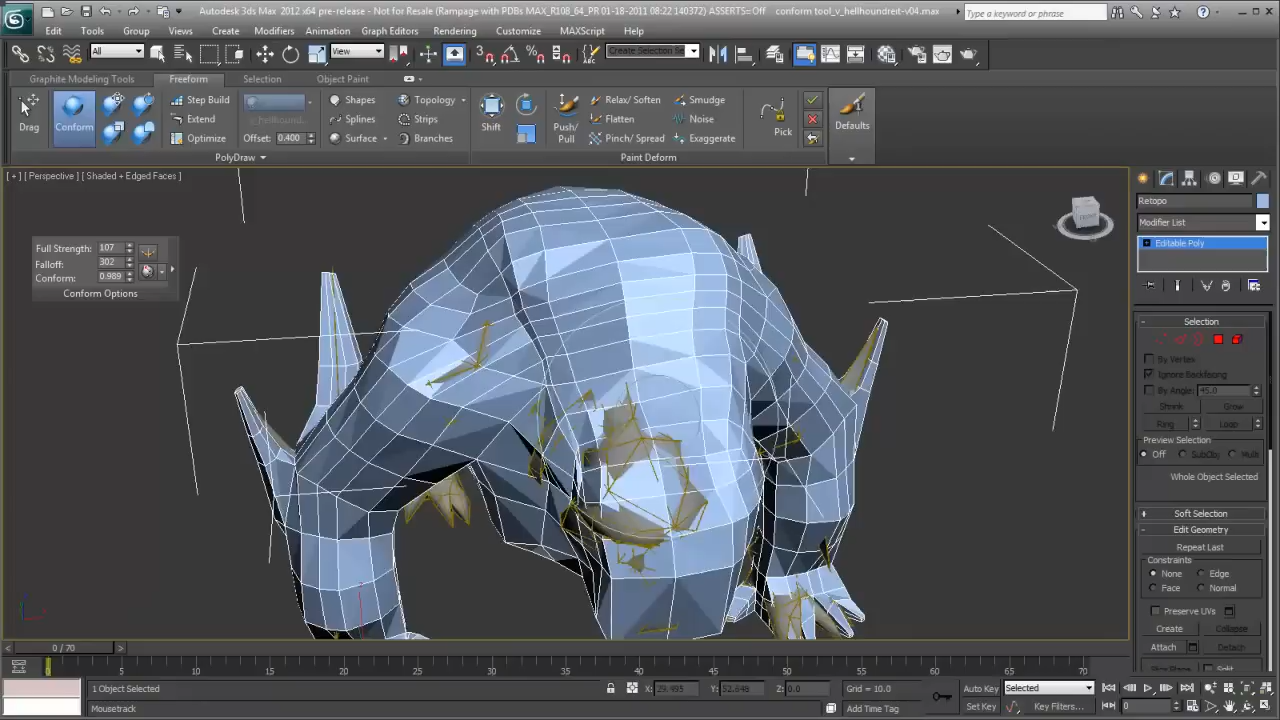 Autodesk 3ds Max 2012 x64 pre-release - Not for Resale (Rampage with PDBs MAX_R108_64_PR 01-18-2011 08:22 140372) ASSERTS=Off conform tool_v_hellhoundreit-v04.max
Type a keyword or phrase
Edit Tools Group Views Create Modifiers Animation Graph Editors Rendering Customize MAXScript Help
All View Create Selection Se
Graphite Modeling Tools Freeform Selection Object Paint
Step Build Shapes Topology Relax/ Soften Smudge
Extend Splines Strips Flatten Noise
Optimize Offset: 0.400 Surface Branches Pinch/ Spread Exaggerate
Drag Conform Shift Push/ Pull Pick Defaults
PolyDraw Paint Deform
[ + ] [ Perspective ] [ Shaded + Edged Faces ]
Full Strength: 107
Falloff: 302
Conform: 0.989
Conform Options
Retopo
Modifier List
Editable Poly
Selection
By Vertex
Ignore Backfacing
By Angle: 45.0
Shrink Grow
Ring Loop
Preview Selection
Off SubObj Multi
Whole Object Selected
Soft Selection
Edit Geometry
Repeat Last
Constraints
None Edge
Face Normal
Preserve UVs
Create Collapse
Attach Detach
Slice Plane Split
0 / 70
0 5 10 15 20 25 30 35 40 45 50 55 60 65 70
1 Object Selected X: 29.495 Y: 52.648 Z: 0.0 Grid = 10.0 Auto Key Selected
Mousetrack Add Time Tag Set Key Key Filters... 0